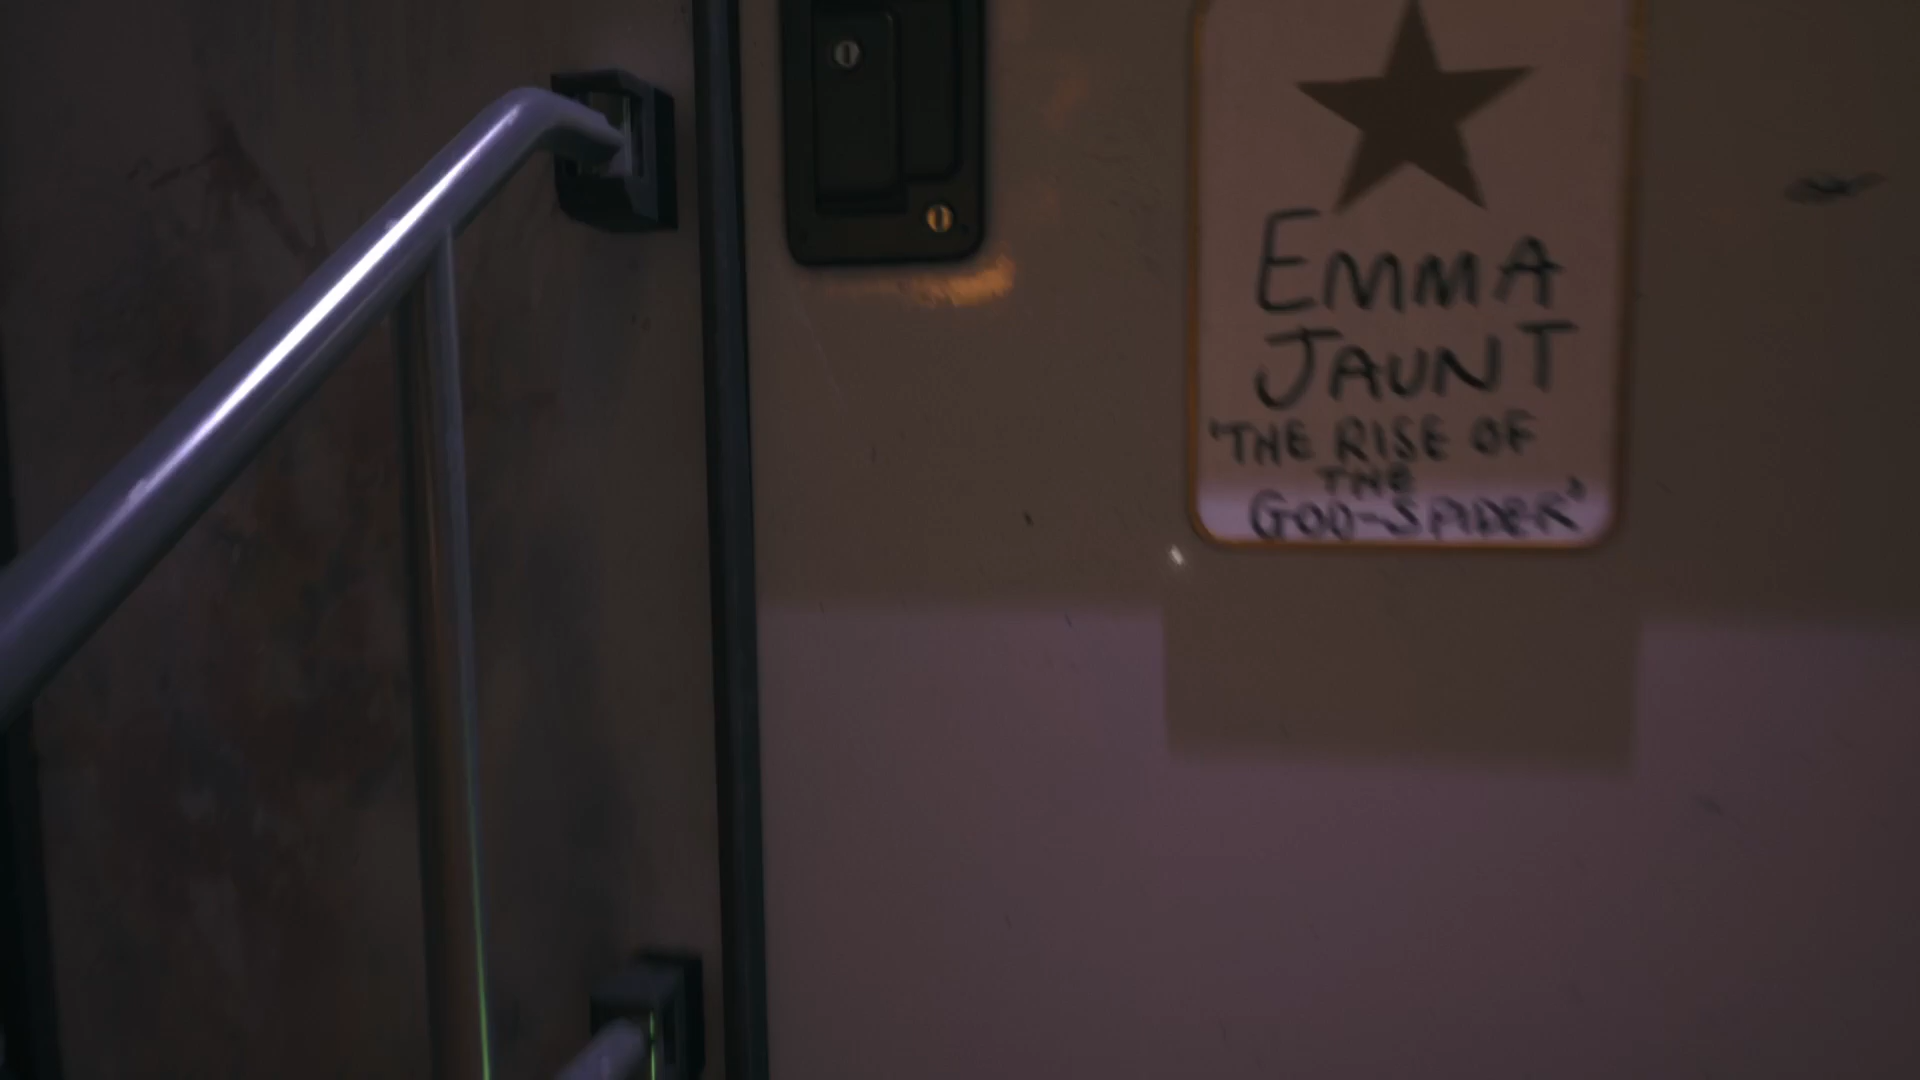 EMMA
JAUNT
'THE RISE OF
THE
GOD-SPIDER'